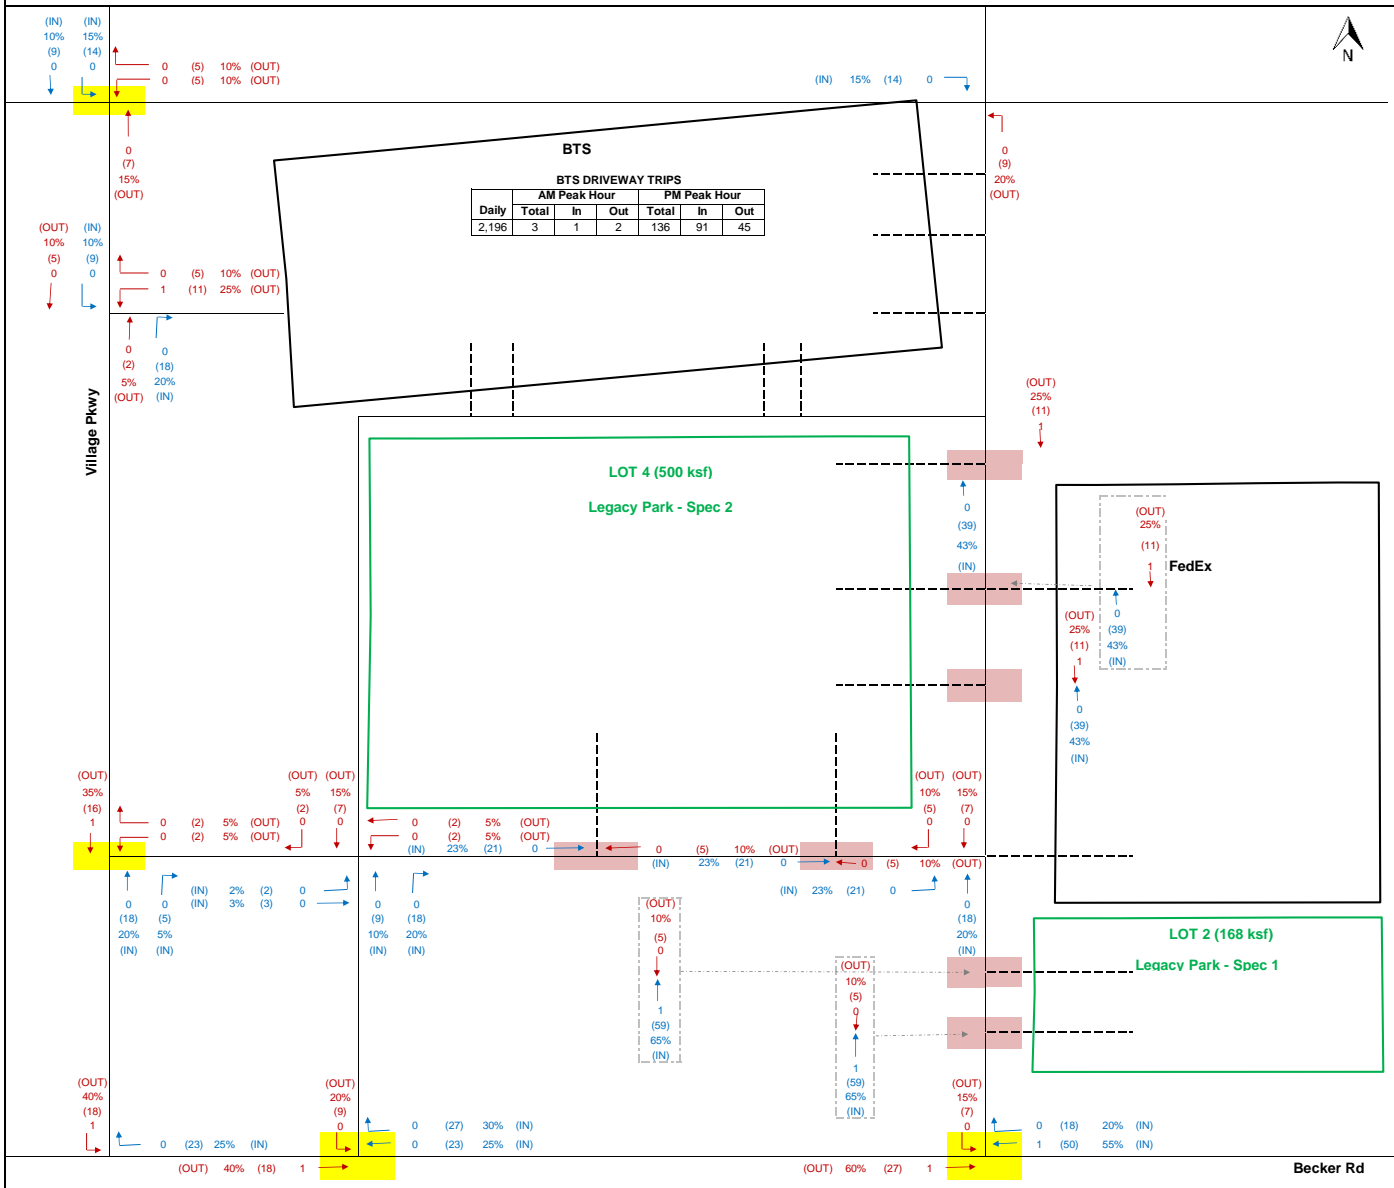 (IN) (IN)
10% 15%
(9) (14)
0 0
0 (5) 10% (OUT)
0 (5) 10% (OUT)
(IN) 15% (14) 0
N
0
(7)
15%
(OUT)
BTS
BTS DRIVEWAY TRIPS
AM Peak Hour PM Peak Hour
Daily Total In Out Total In Out
2,196 3 1 2 136 91 45
0
(9)
20%
(OUT)
(OUT) (IN)
10% 10%
(5) (9)
0 0
0 (5) 10% (OUT)
1 (11) 25% (OUT)
0 0
(2) (18)
5% 20%
(OUT) (IN)
Village Pkwy
(OUT)
25%
(11)
1
LOT 4 (500 ksf)
Legacy Park - Spec 2
0
(39)
43%
(IN)
(OUT)
25%
(11)
1
FedEx
0
(39)
43%
(IN)
(OUT)
25%
(11)
1
0
(39)
43%
(IN)
(OUT)
35%
(16)
1
0 (2) 5% (OUT)
0 (2) 5% (OUT)
(OUT) (OUT)
5% 15%
(2) (7)
0 0
0 (2) 5% (OUT)
0 (2) 5% (OUT)
(IN) 23% (21) 0
0 (5) 10% (OUT)
(IN) 23% (21) 0
(OUT) (OUT)
10% 15%
(5) (7)
0 0
0 (5) 10% (OUT)
(IN) 23% (21) 0
0 0
(18) (5)
20% 5%
(IN) (IN)
(IN) 2% (2) 0
(IN) 3% (3) 0
0 0
(9) (18)
10% 20%
(IN) (IN)
0
(18)
20%
(IN)
(OUT)
10%
(5)
0
1
(59)
65%
(IN)
(OUT)
10%
(5)
0
1
(59)
65%
(IN)
LOT 2 (168 ksf)
Legacy Park - Spec 1
(OUT)
40%
(18)
1
0 (23) 25% (IN)
(OUT)
20%
(9)
0
0 (27) 30% (IN)
0 (23) 25% (IN)
(OUT)
15%
(7)
0
0 (18) 20% (IN)
1 (50) 55% (IN)
(OUT) 40% (18) 1
(OUT) 60% (27) 1
Becker Rd